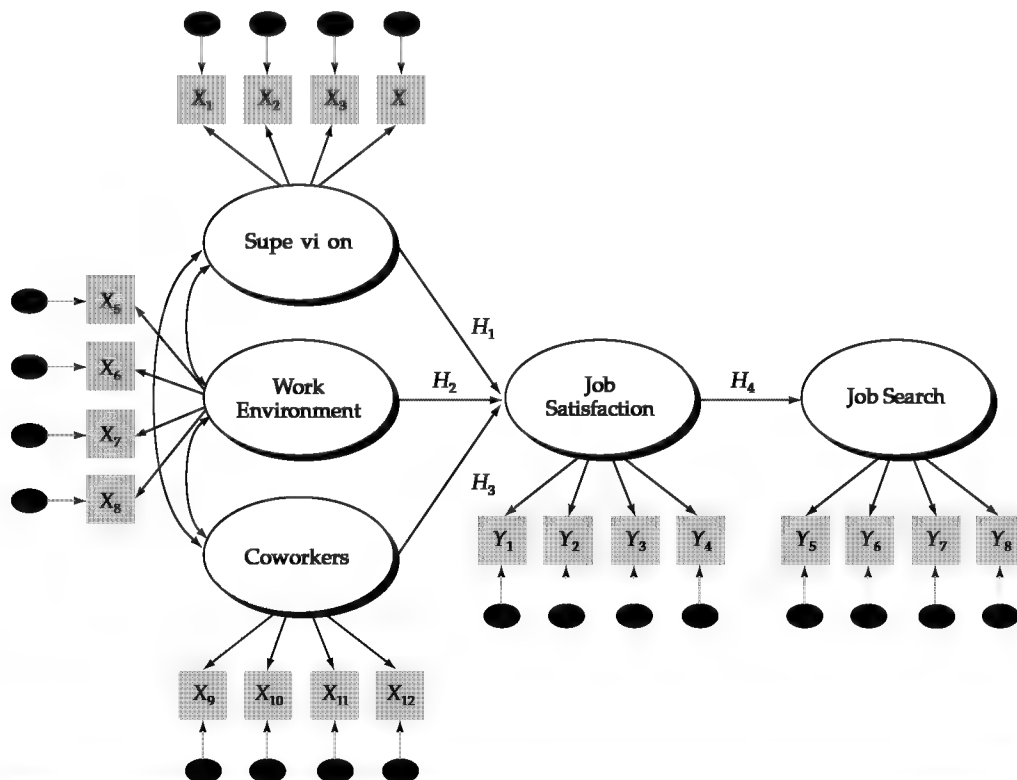 X₁ X₂ X₃ X
Supe vi on
X₅
X₆
X₇
X₈
H₁
Work
Environment
H₂
Job
Satisfaction
H₄
Job Search
H₃
Coworkers
Y₁ Y₂ Y₃ Y₄ Y₅ Y₆ Y₇ Y₈
X₉ X₁₀ X₁₁ X₁₂